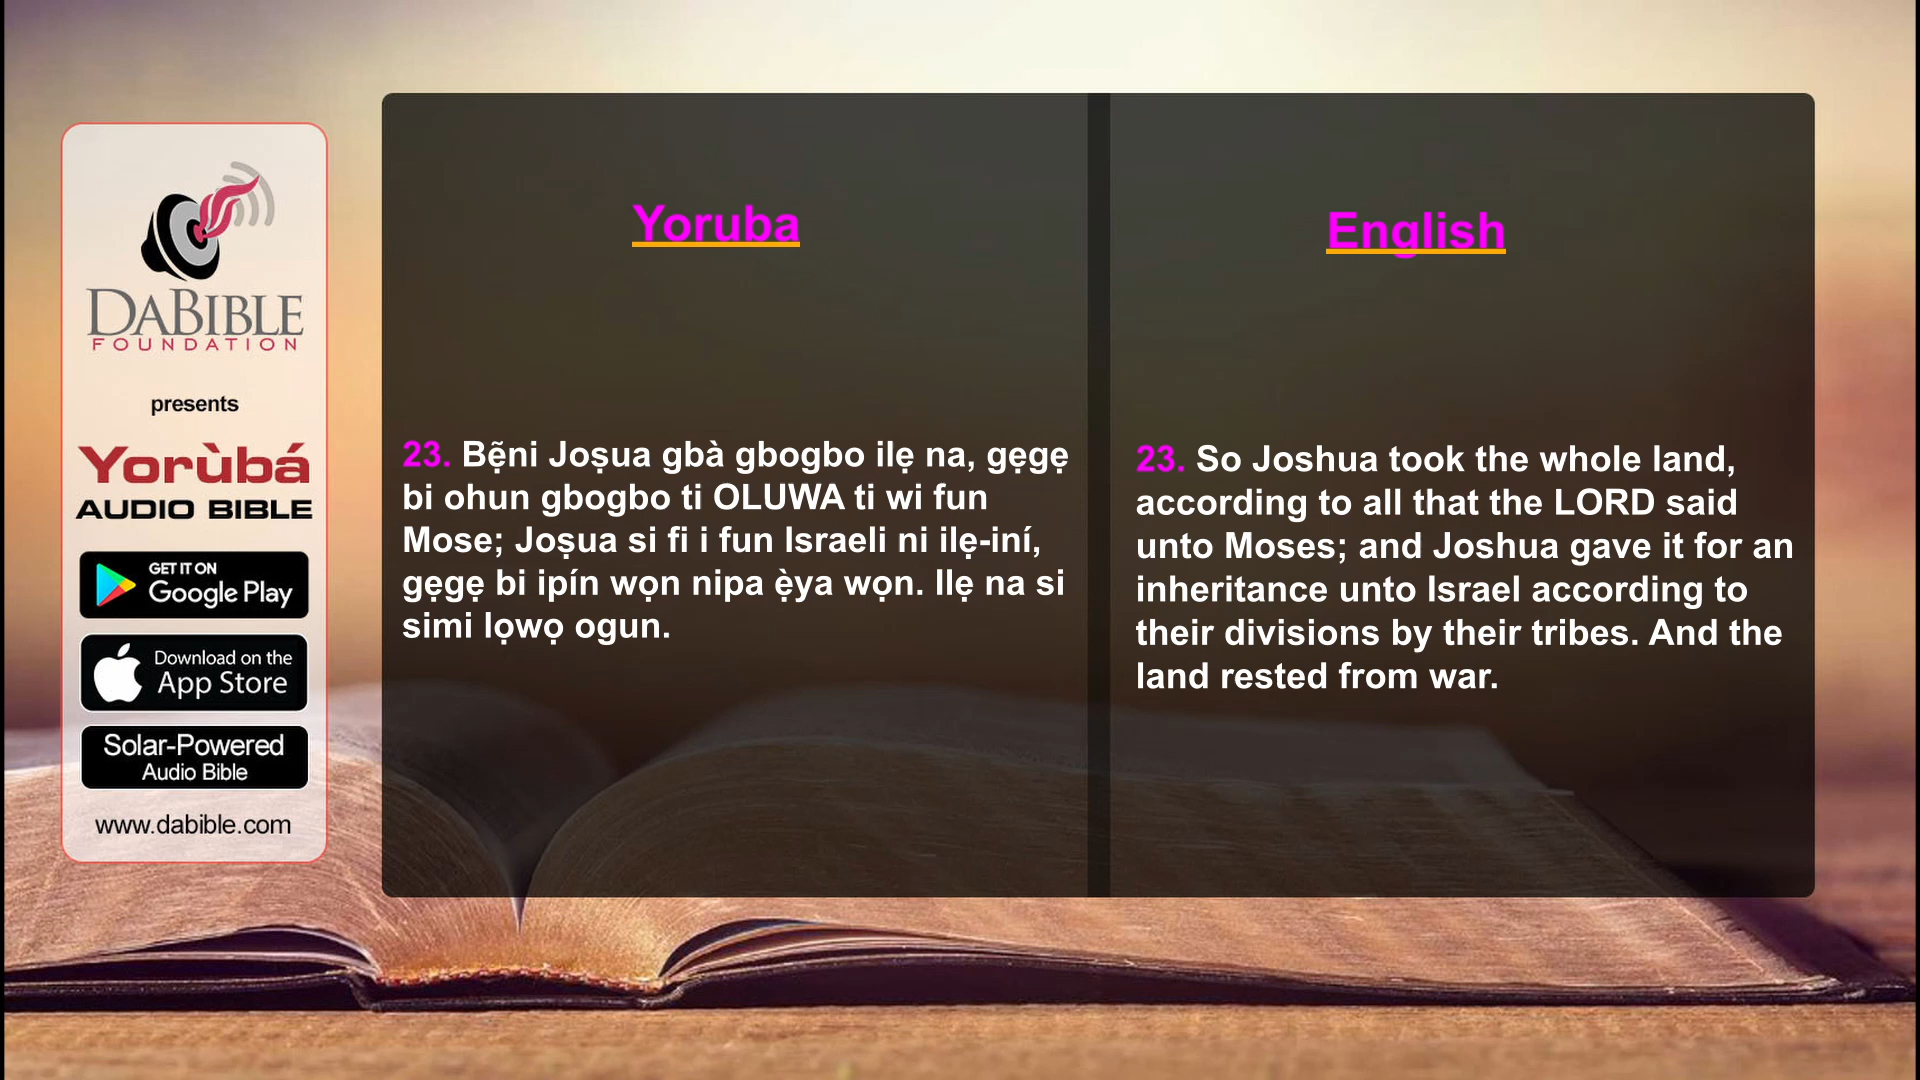 DABIBLE
FOUNDATION
presents
Yorùbá
AUDIO BIBLE
GET IT ON
Google Play
Download on the
App Store
Solar-Powered
Audio Bible
www.dabible.com
Yoruba
23. Bẹ̃ni Joṣua gbà gbogbo ilẹ na, gẹgẹ
bi ohun gbogbo ti OLUWA ti wi fun
Mose; Joṣua si fi i fun Israeli ni ilẹ-iní,
gẹgẹ bi ipín wọn nipa ẹ̀ya wọn. Ilẹ na si
simi lọwọ ogun.
English
23. So Joshua took the whole land,
according to all that the LORD said
unto Moses; and Joshua gave it for an
inheritance unto Israel according to
their divisions by their tribes. And the
land rested from war.